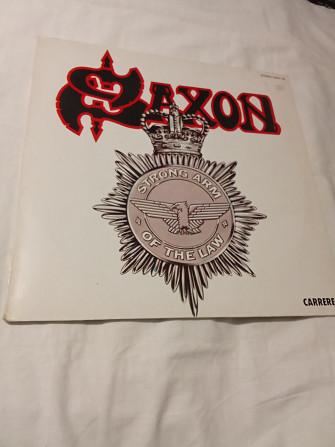 SAXON
STRONG ARM
OF THE LAW
CARRERE